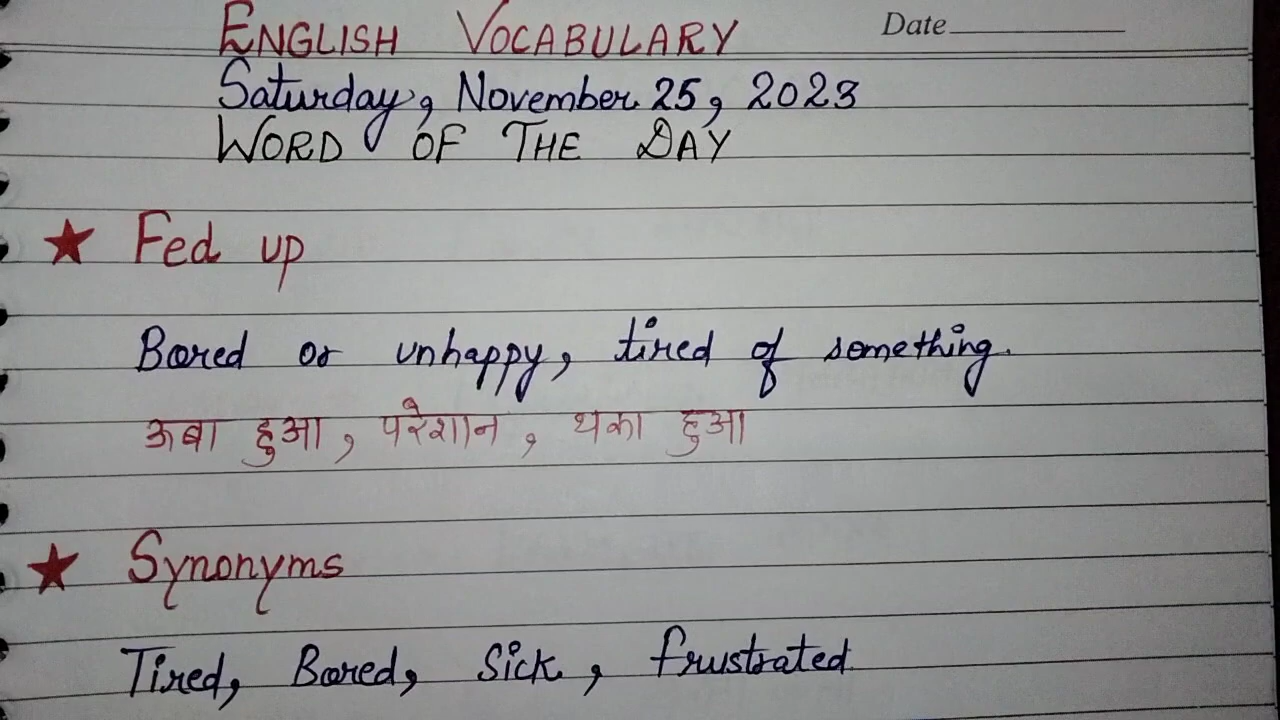 ENGLISH VOCABULARY
Date
Saturday, November 25, 2023
WORD OF THE DAY
★ Fed up
Bored or unhappy, tired of something.
ऊबा हुआ, परेशान, थका हुआ
★ Synonyms
Tired, Bored, Sick, frustrated